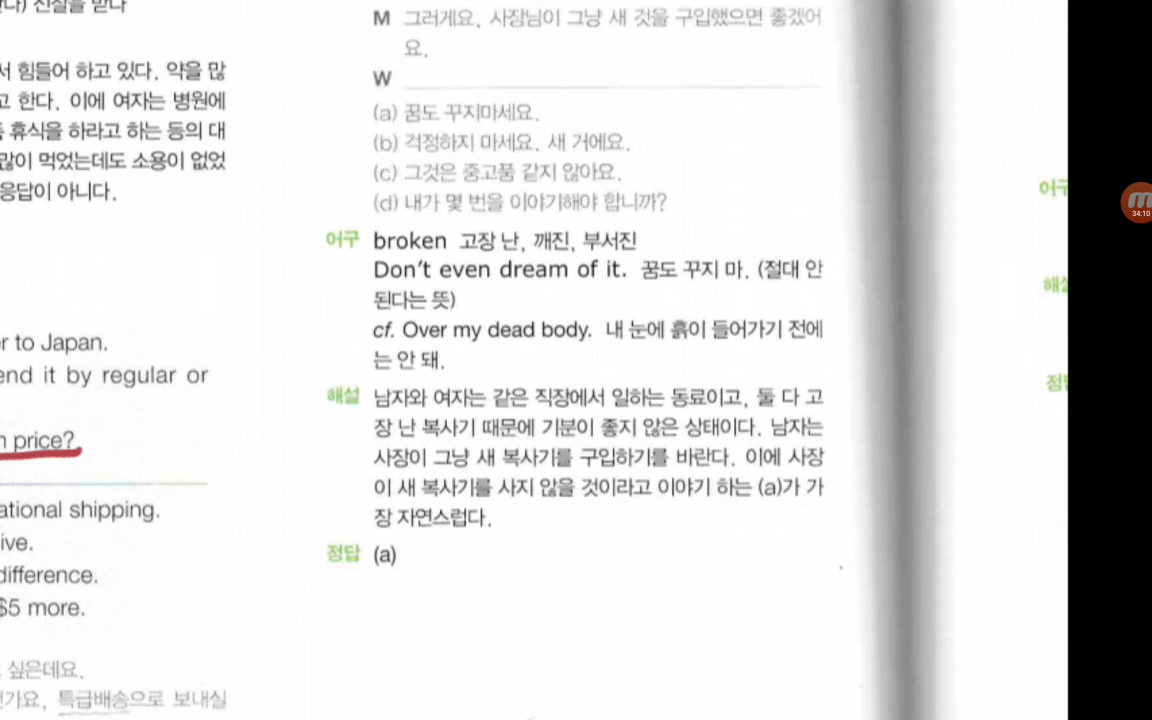 진찰을 받다
서 힘들어 하고 있다. 약을 많
고 한다. 이에 여자는 병원에
휴식을 하라고 하는 등의 대
많이 먹었는데도 소용이 없었
응답이 아니다.
r to Japan.
end it by regular or
price?
ational shipping.
ive.
difference.
$5 more.
싶은데요.
가요, 특급배송으로 보내실
M 그러게요. 사장님이 그냥 새 것을 구입했으면 좋겠어
요.
W
(a) 꿈도 꾸지마세요.
(b) 걱정하지 마세요. 새 거에요.
(c) 그것은 중고품 같지 않아요.
(d) 내가 몇 번을 이야기해야 합니까?
어구 broken 고장 난, 깨진, 부서진
Don't even dream of it. 꿈도 꾸지 마. (절대 안
된다는 뜻)
cf. Over my dead body. 내 눈에 흙이 들어가기 전에
는 안 돼.
해설 남자와 여자는 같은 직장에서 일하는 동료이고, 둘 다 고
장 난 복사기 때문에 기분이 좋지 않은 상태이다. 남자는
사장이 그냥 새 복사기를 구입하기를 바란다. 이에 사장
이 새 복사기를 사지 않을 것이라고 이야기 하는 (a)가 가
장 자연스럽다.
정답 (a)
어구
해설
정답
34:10